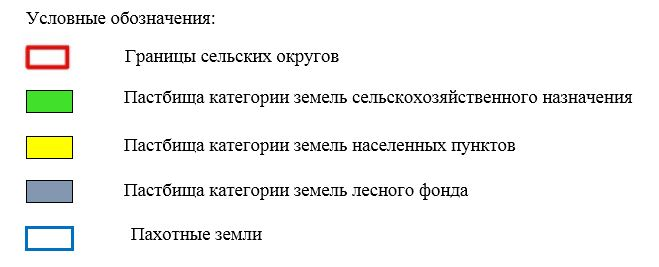 Условные обозначения:
Границы сельских округов
Пастбища категории земель сельскохозяйственного назначения
Пастбища категории земель населенных пунктов
Пастбища категории земель лесного фонда
Пахотные земли